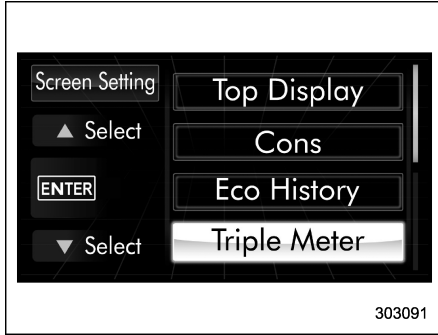 Screen Setting
▲ Select
ENTER
▼ Select
Top Display
Cons
Eco History
Triple Meter
303091